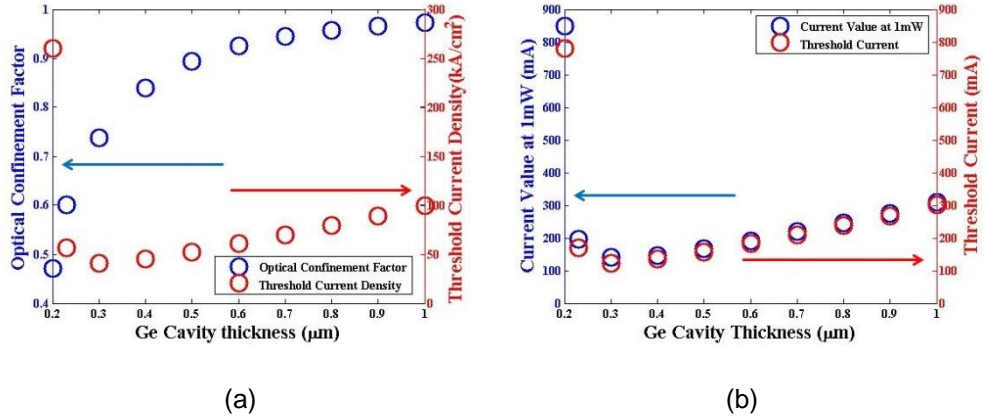 Optical Confinement Factor
1
0.9
0.8
0.7
0.6
0.5
0.4
0.2 0.3 0.4 0.5 0.6 0.7 0.8 0.9 1
Ge Cavity thickness (μm)
300
250
200
150
100
50
0
Threshold Current Density(kA/cm²)
Optical Confinement Factor
Threshold Current Density
(a)
Current Value at 1mW (mA)
900
800
700
600
500
400
300
200
100
0
0.2 0.3 0.4 0.5 0.6 0.7 0.8 0.9 1
Ge Cavity Thickness (μm)
900
800
700
600
500
400
300
200
100
0
Threshold Current (mA)
Current Value at 1mW
Threshold Current
(b)